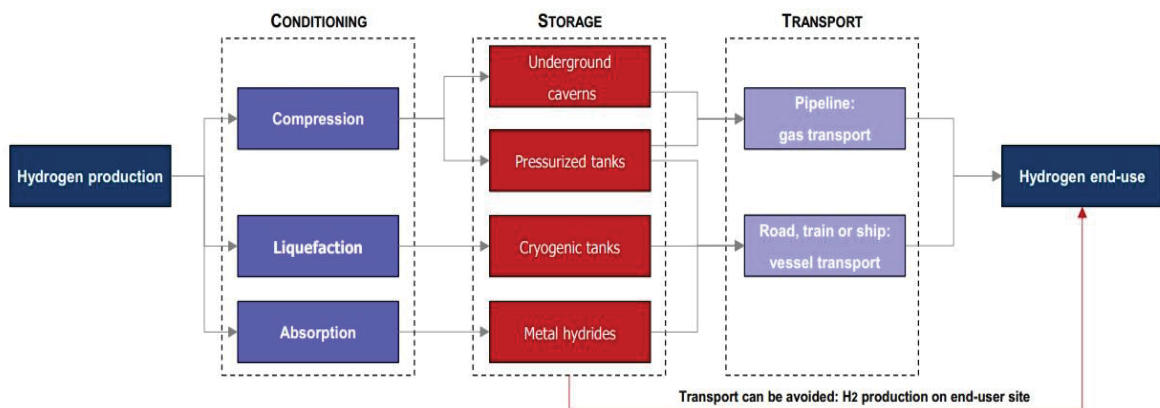 CONDITIONING
STORAGE
TRANSPORT
Hydrogen production
Compression
Liquefaction
Absorption
Underground
caverns
Pressurized tanks
Cryogenic tanks
Metal hydrides
Pipeline:
gas transport
Road, train or ship:
vessel transport
Hydrogen end-use
Transport can be avoided: H2 production on end-user site